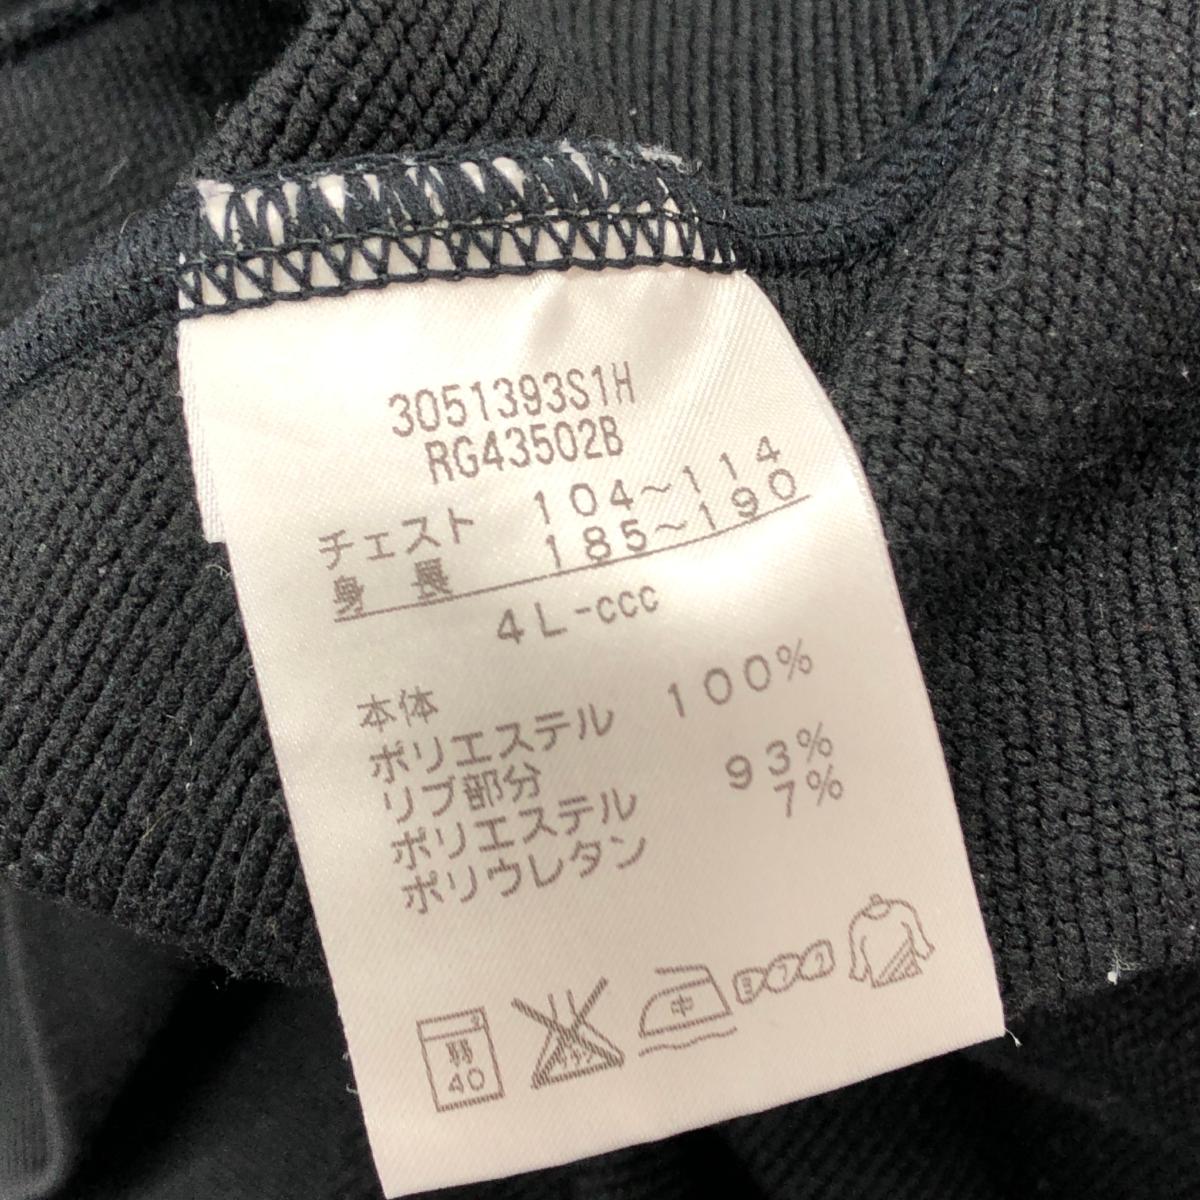 3051393S1H
RG43502B
チェスト 104~114
身長 185~190
4L-ccc
本体
ポリエステル 100%
リブ部分
ポリエステル 93%
ポリウレタン 7%
弱 中
40